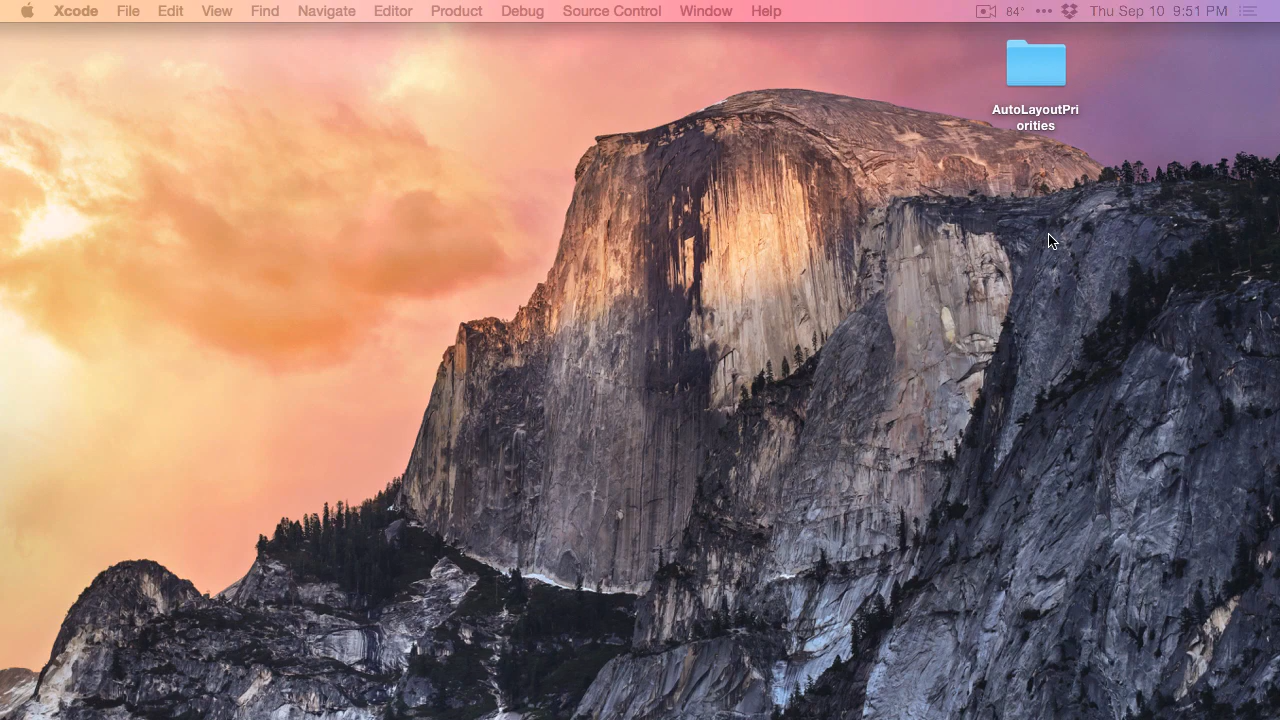 Xcode File Edit View Find Navigate Editor Product Debug Source Control Window Help 84° Thu Sep 10 9:51 PM
AutoLayoutPri
orities